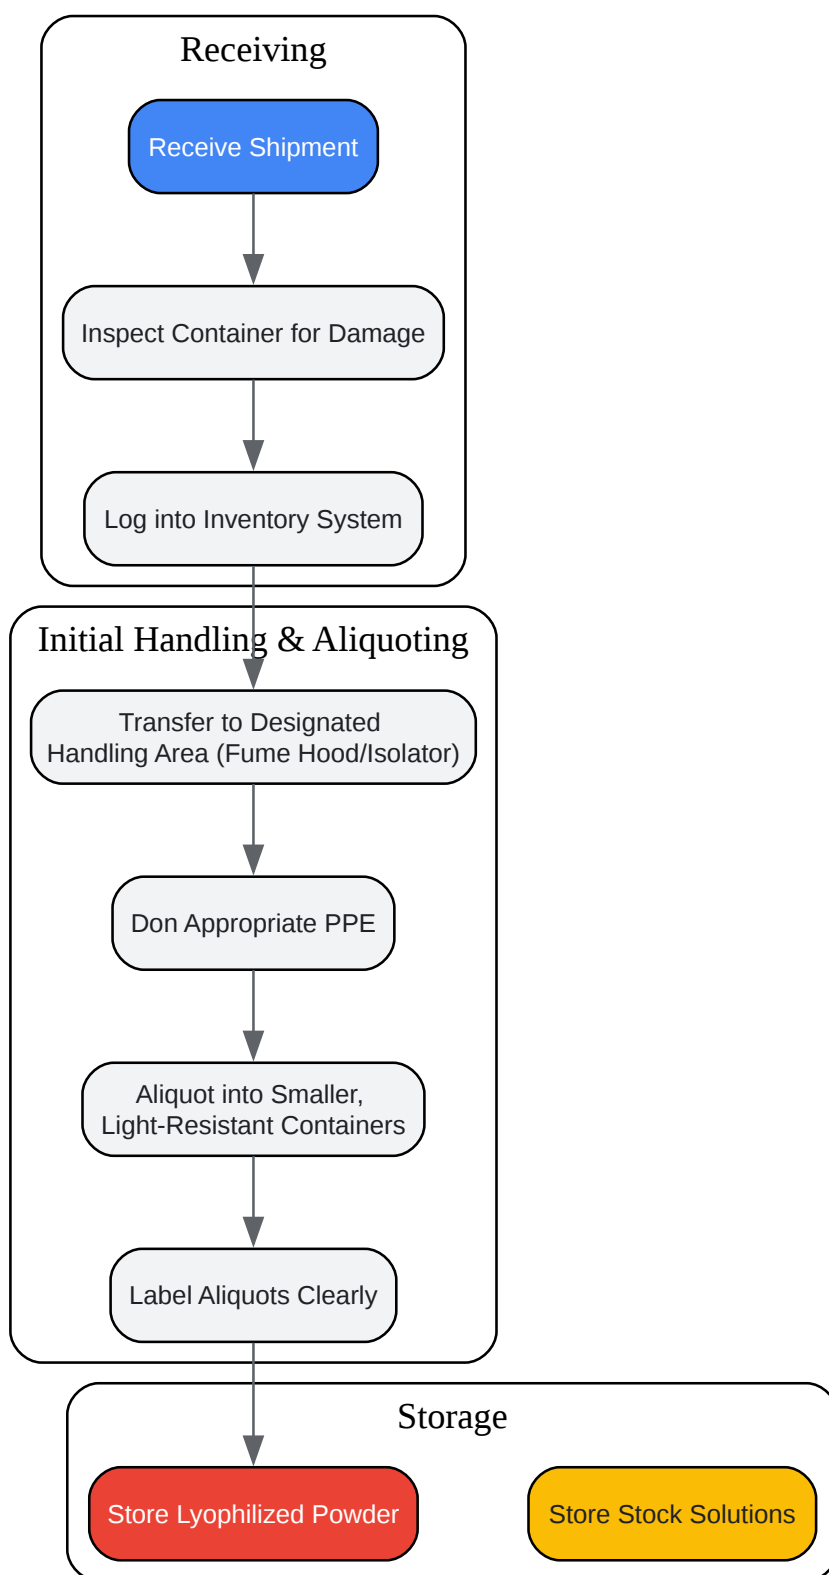 Receiving
Receive Shipment
Inspect Container for Damage
Log into Inventory System
Initial Handling & Aliquoting
Transfer to Designated
Handling Area (Fume Hood/Isolator)
Don Appropriate PPE
Aliquot into Smaller,
Light-Resistant Containers
Label Aliquots Clearly
Storage
Store Lyophilized Powder
Store Stock Solutions